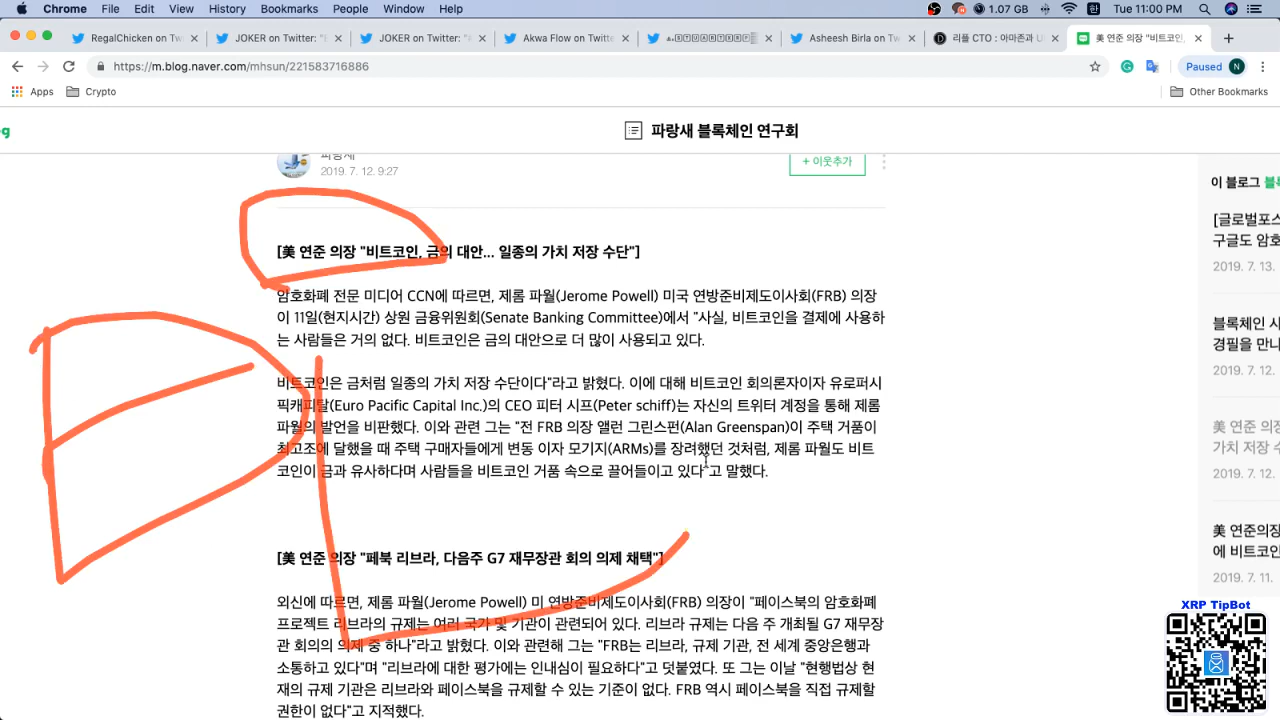 Chrome File Edit View History Bookmarks People Window Help 1.07 GB 한 Tue 11:00 PM
RegalChicken on Tw JOKER on Twitter: "E JOKER on Twitter: "# Akwa Flow on Twitte Asheesh Birla on Tw 리플 CTO : 아마존과 U 美 연준 의장 "비트코인,
https://m.blog.naver.com/mhsun/221583716886 Paused N
Apps Crypto Other Bookmarks
g 파랑새 블록체인 연구회
파랑새
2019. 7. 12. 9:27
+ 이웃추가
[美 연준 의장 "비트코인, 금의 대안... 일종의 가치 저장 수단"]
암호화폐 전문 미디어 CCN에 따르면, 제롬 파월(Jerome Powell) 미국 연방준비제도이사회(FRB) 의장
이 11일(현지시간) 상원 금융위원회(Senate Banking Committee)에서 "사실, 비트코인을 결제에 사용하
는 사람들은 거의 없다. 비트코인은 금의 대안으로 더 많이 사용되고 있다.
비트코인은 금처럼 일종의 가치 저장 수단이다"라고 밝혔다. 이에 대해 비트코인 회의론자이자 유로퍼시
픽캐피탈(Euro Pacific Capital Inc.)의 CEO 피터 시프(Peter schiff)는 자신의 트위터 계정을 통해 제롬
파월의 발언을 비판했다. 이와 관련 그는 "전 FRB 의장 앨런 그린스펀(Alan Greenspan)이 주택 거품이
최고조에 달했을 때 주택 구매자들에게 변동 이자 모기지(ARMs)를 장려했던 것처럼, 제롬 파월도 비트
코인이 금과 유사하다며 사람들을 비트코인 거품 속으로 끌어들이고 있다"고 말했다.
[美 연준 의장 "페북 리브라, 다음주 G7 재무장관 회의 의제 채택"]
외신에 따르면, 제롬 파월(Jerome Powell) 미 연방준비제도이사회(FRB) 의장이 "페이스북의 암호화폐
프로젝트 리브라의 규제는 여러 국가 및 기관이 관련되어 있다. 리브라 규제는 다음 주 개최될 G7 재무장
관 회의의 의제 중 하나"라고 밝혔다. 이와 관련해 그는 "FRB는 리브라, 규제 기관, 전 세계 중앙은행과
소통하고 있다"며 "리브라에 대한 평가에는 인내심이 필요하다"고 덧붙였다. 또 그는 이날 "현행법상 현
재의 규제 기관은 리브라와 페이스북을 규제할 수 있는 기준이 없다. FRB 역시 페이스북을 직접 규제할
권한이 없다"고 지적했다.
이 블로그 블록
[글로벌포스
구글도 암호
2019. 7. 13.
블록체인 사
경필을 만나
2019. 7. 12.
美 연준 의장
가치 저장 수
2019. 7. 12.
美 연준의장
에 비트코인
2019. 7. 11.
XRP TipBot